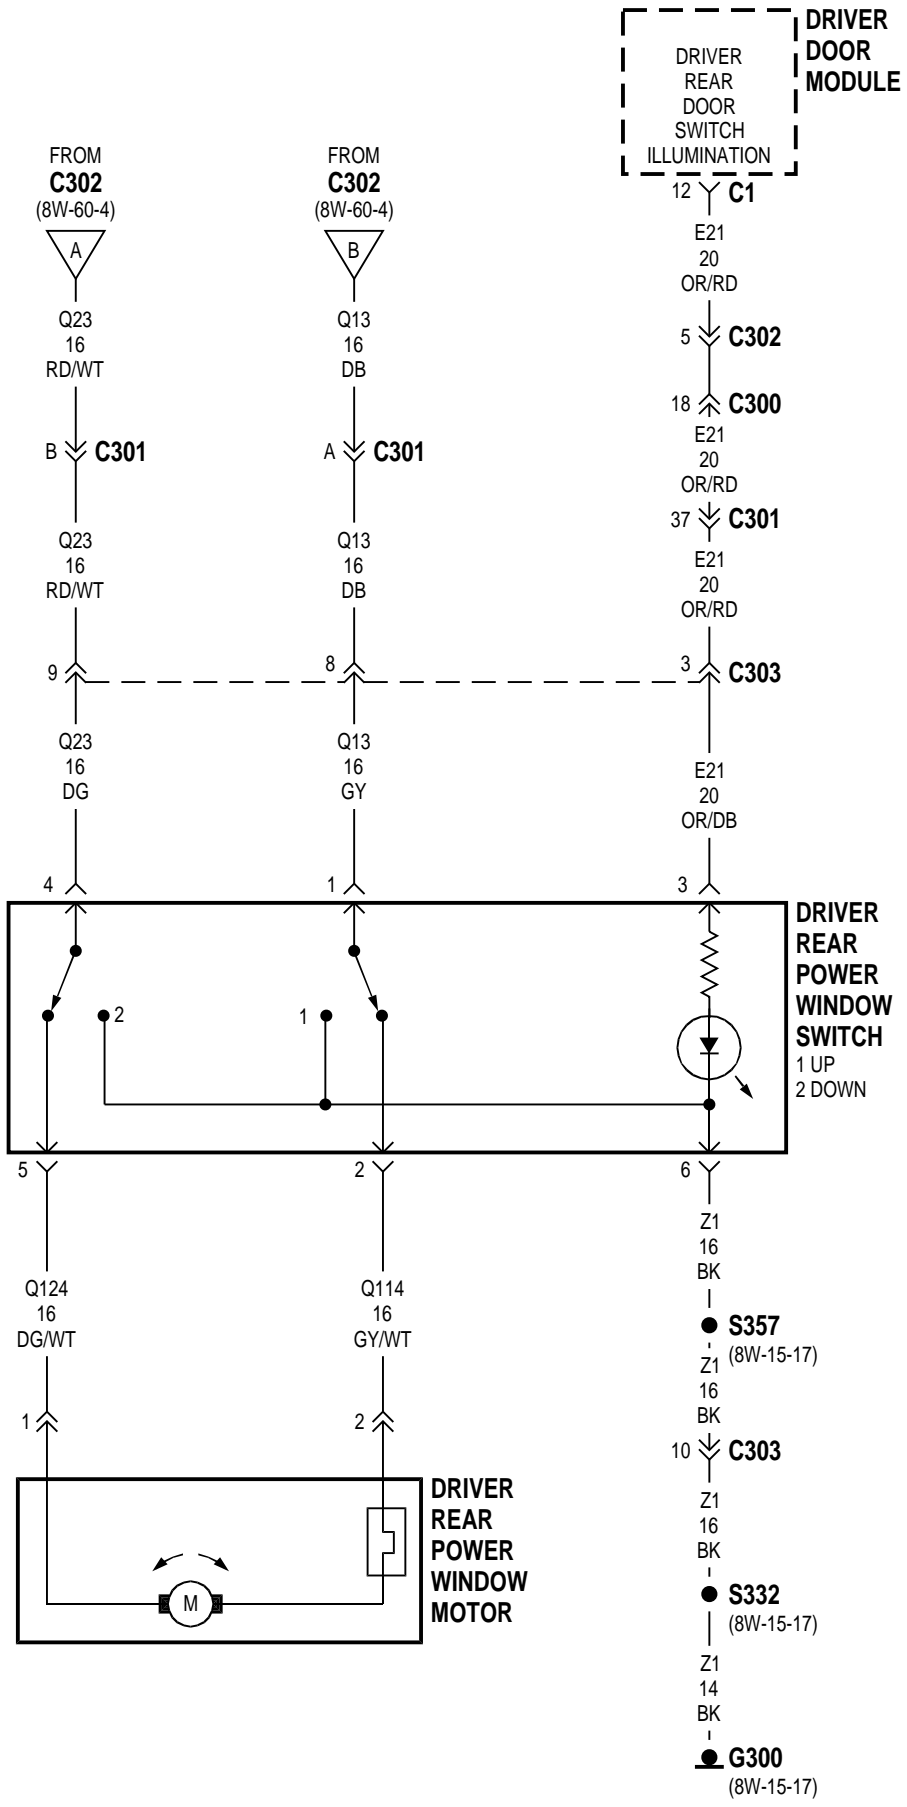 DRIVER
DOOR
MODULE
DRIVER
REAR
DOOR
SWITCH
ILLUMINATION
FROM
C302
(8W-60-4)
A
FROM
C302
(8W-60-4)
B
12 C1
E21
20
OR/RD
Q23
16
RD/WT
Q13
16
DB
5 C302
18 C300
B C301
A C301
E21
20
OR/RD
37 C301
Q23
16
RD/WT
Q13
16
DB
E21
20
OR/RD
9
8
3 C303
Q23
16
DG
Q13
16
GY
E21
20
OR/DB
4
1
3
DRIVER
REAR
POWER
WINDOW
SWITCH
1 UP
2 DOWN
2
1
5
2
6
Q124
16
DG/WT
Q114
16
GY/WT
Z1
16
BK
S357
(8W-15-17)
Z1
16
BK
1
2
10 C303
DRIVER
REAR
POWER
WINDOW
MOTOR
M
Z1
16
BK
S332
(8W-15-17)
Z1
14
BK
G300
(8W-15-17)